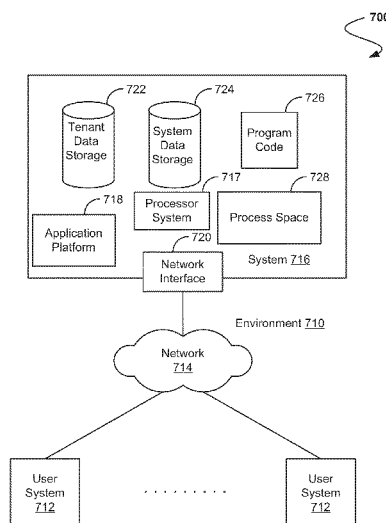 700
722
724
726
Tenant
Data
Storage
System
Data
Storage
Program
Code
717
728
718
Processor
System
Process Space
Application
Platform
720
System 716
Network
Interface
Environment 710
Network
714
User
System
712
. . . . . . . . .
User
System
712